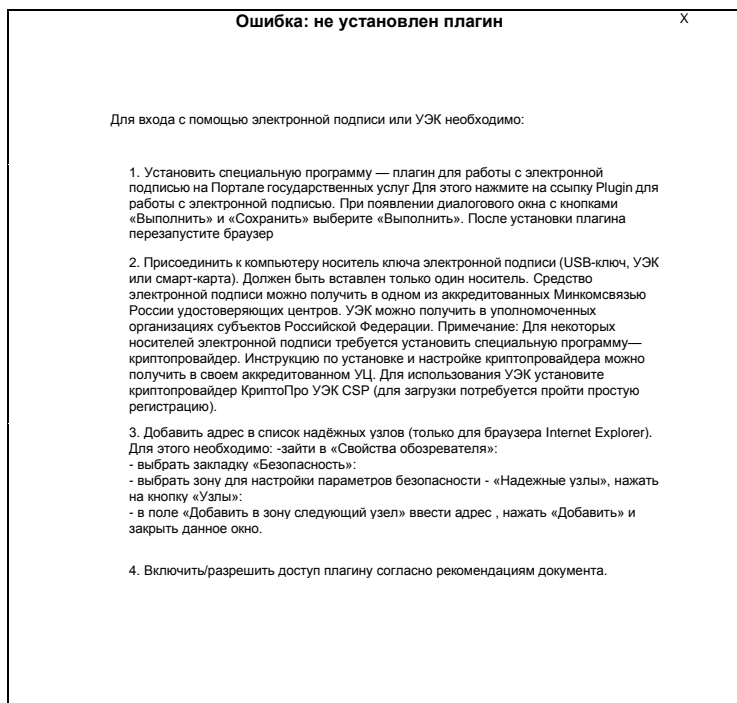 Ошибка: не установлен плагин
X
Для входа с помощью электронной подписи или УЭК необходимо:
1. Установить специальную программу — плагин для работы с электронной
подписью на Портале государственных услуг Для этого нажмите на ссыпку Plugin для
работы с электронной подписью. При появлении диалогового окна с кнопками
«Выполнить» и «Сохранить» выберите «Выполнить». После установки плагина
перезапустите браузер
2. Присоединить к компьютеру носитель ключа электронной подписи (USB-ключ, УЭК
или смарт-карта). Должен быть вставлен только один носитель. Средство
электронной подписи можно получить в одном из аккредитованных Минкомсвязью
России удостоверяющих центров. УЭК можно получить в уполномоченных
организациях субъектов Российской Федерации. Примечание: Для некоторых
носителей электронной подписи требуется установить специальную программу—
криптопровайдер. Инструкцию по установке и настройке криптопровайдера можно
получить в своем аккредитованном УЦ. Для использования УЭК установите
криптопровайдер КриптоПро УЭК CSP (для загрузки потребуется пройти простую
регистрацию).
3. Добавить адрес в список надёжных узлов (только для браузера Internet Explorer).
Для этого необходимо: -зайти в «Свойства обозревателя»:
- выбрать закладку «Безопасность»:
- выбрать зону для настройки параметров безопасности - «Надежные узлы», нажать
на кнопку «Узлы»:
- в поле «Добавить в зону следующий узел» ввести адрес , нажать «Добавить» и
закрыть данное окно.
4. Включить/разрешить доступ плагину согласно рекомендациям документа.